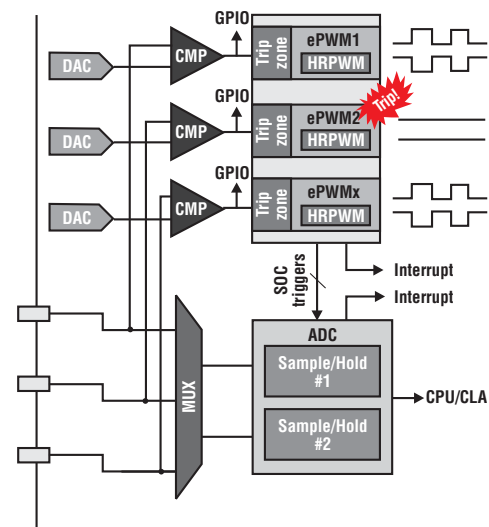 GPIO
DAC
CMP
Trip
zone
ePWM1
HRPWM
GPIO
DAC
CMP
Trip
zone
ePWM2
HRPWM
Trip!
GPIO
DAC
CMP
Trip
zone
ePWMx
HRPWM
SOC
triggers
Interrupt
Interrupt
MUX
ADC
Sample/Hold
#1
Sample/Hold
#2
CPU/CLA